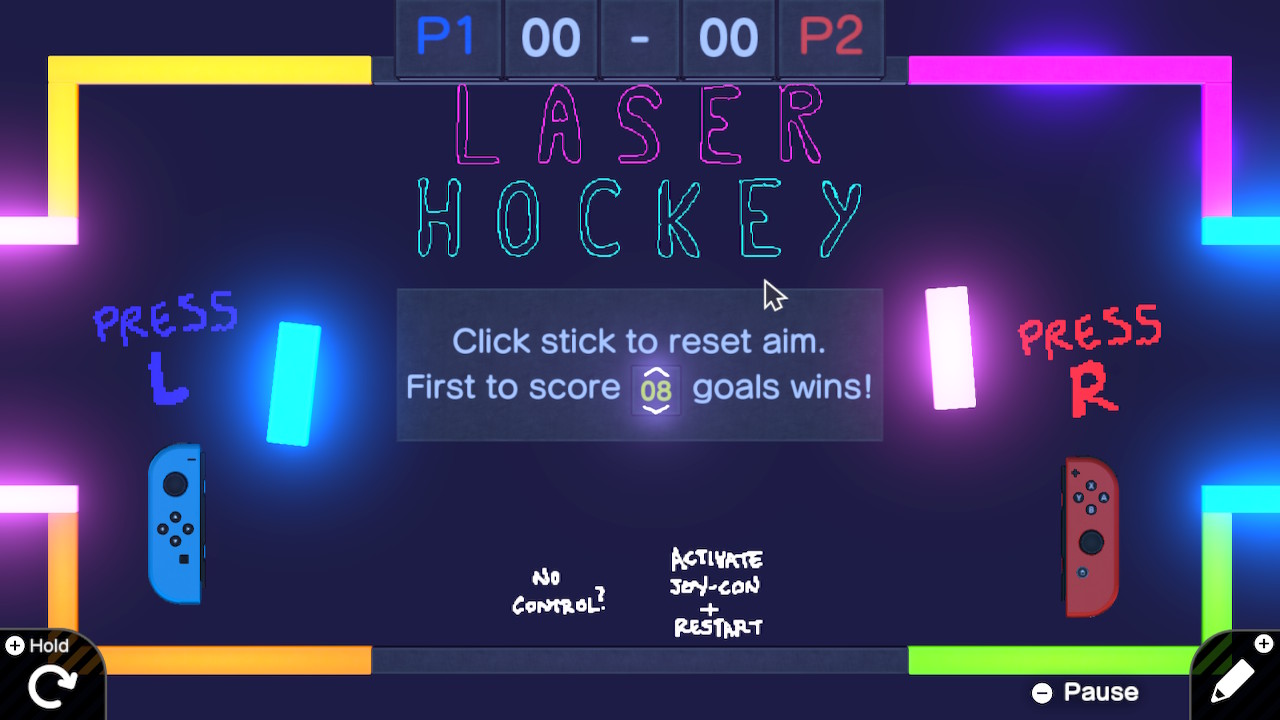 P1 00 - 00 P2
LASER
HOCKEY
PRESS
L
Click stick to reset aim.
First to score 08 goals wins!
PRESS
R
X
Y A
B
NO
CONTROL?
ACTIVATE
JOY-CON
+
RESTART
Hold
Pause